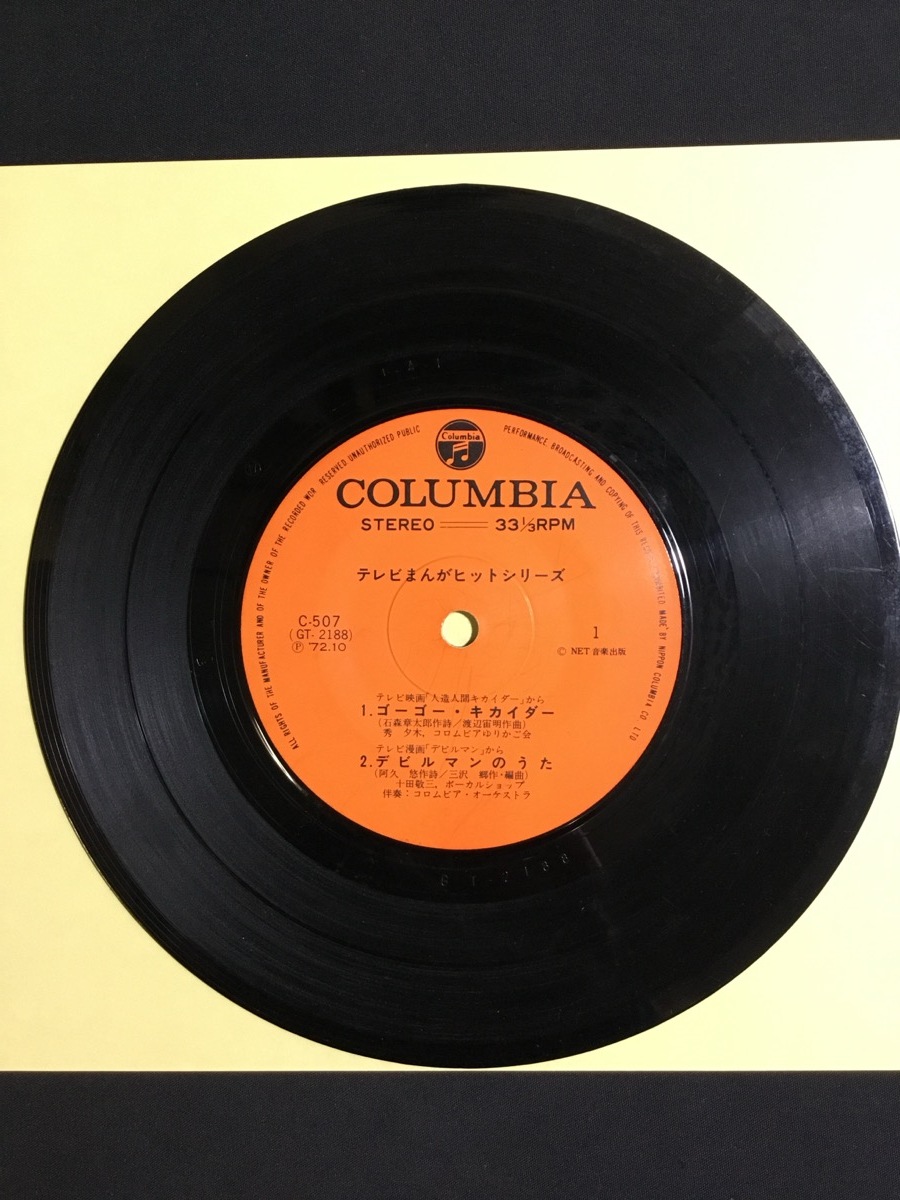 Columbia
COLUMBIA
STEREO 33⅓RPM
ALL RIGHTS OF THE MANUFACTURER AND OF THE OWNER OF THE RECORDED WOR. RESERVED UNAUTHORIZED PUBLIC
PERFORMANCE BROADCASTING AND COPYING OF THIS RECO MADE BY NIPPON COLUMBIA CO LTD
テレビまんがヒットシリーズ
C-507
(GT-2188)
Ⓟ '72.10
1
© NET音楽出版
テレビ映画「人造人間キカイダー」から
1.ゴーゴー・キカイダー
(石森章太郎作詩/渡辺宙明作曲)
秀 夕木,コロムビアゆりかご会
テレビ漫画「デビルマン」から
2.デビルマンのうた
(阿久 悠作詩/三沢 郷作・編曲)
十田敬三,ボーカルショップ
伴奏:コロムビア・オーケストラ
GT-2188